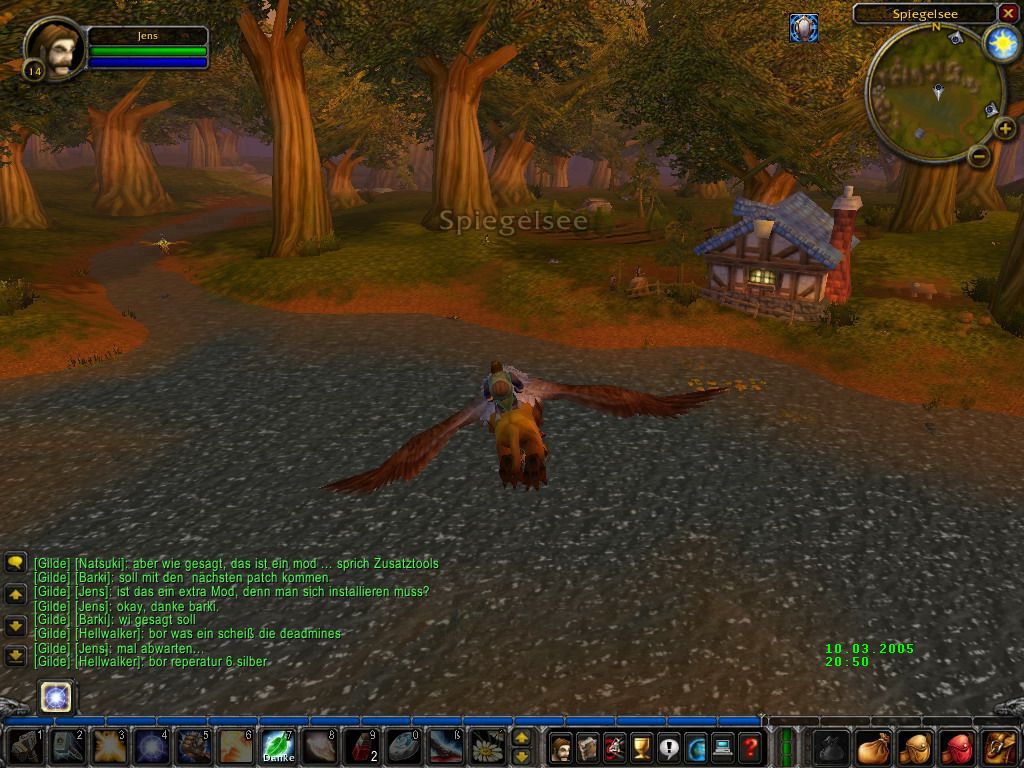 Jens
14
Spiegelsee
N
Spiegelsee
[Gilde] [Natsuki]: aber wie gesagt, das ist ein mod ... sprich Zusatztools
[Gilde] [Barki]: soll mit den nächsten patch kommen
[Gilde] [Jens]: ist das ein extra Mod, denn man sich installieren muss?
[Gilde] [Jens]: okay, danke barki.
[Gilde] [Barki]: wi gesagt soll
[Gilde] [Hellwalker]: bor was ein scheiß die deadmines
[Gilde] [Jens]: mal abwarten...
[Gilde] [Hellwalker]: bor reperatur 6 silber
10.03.2005
20:50
1 2 3 4 5 6 7 8 9 0 ß
Danke
2